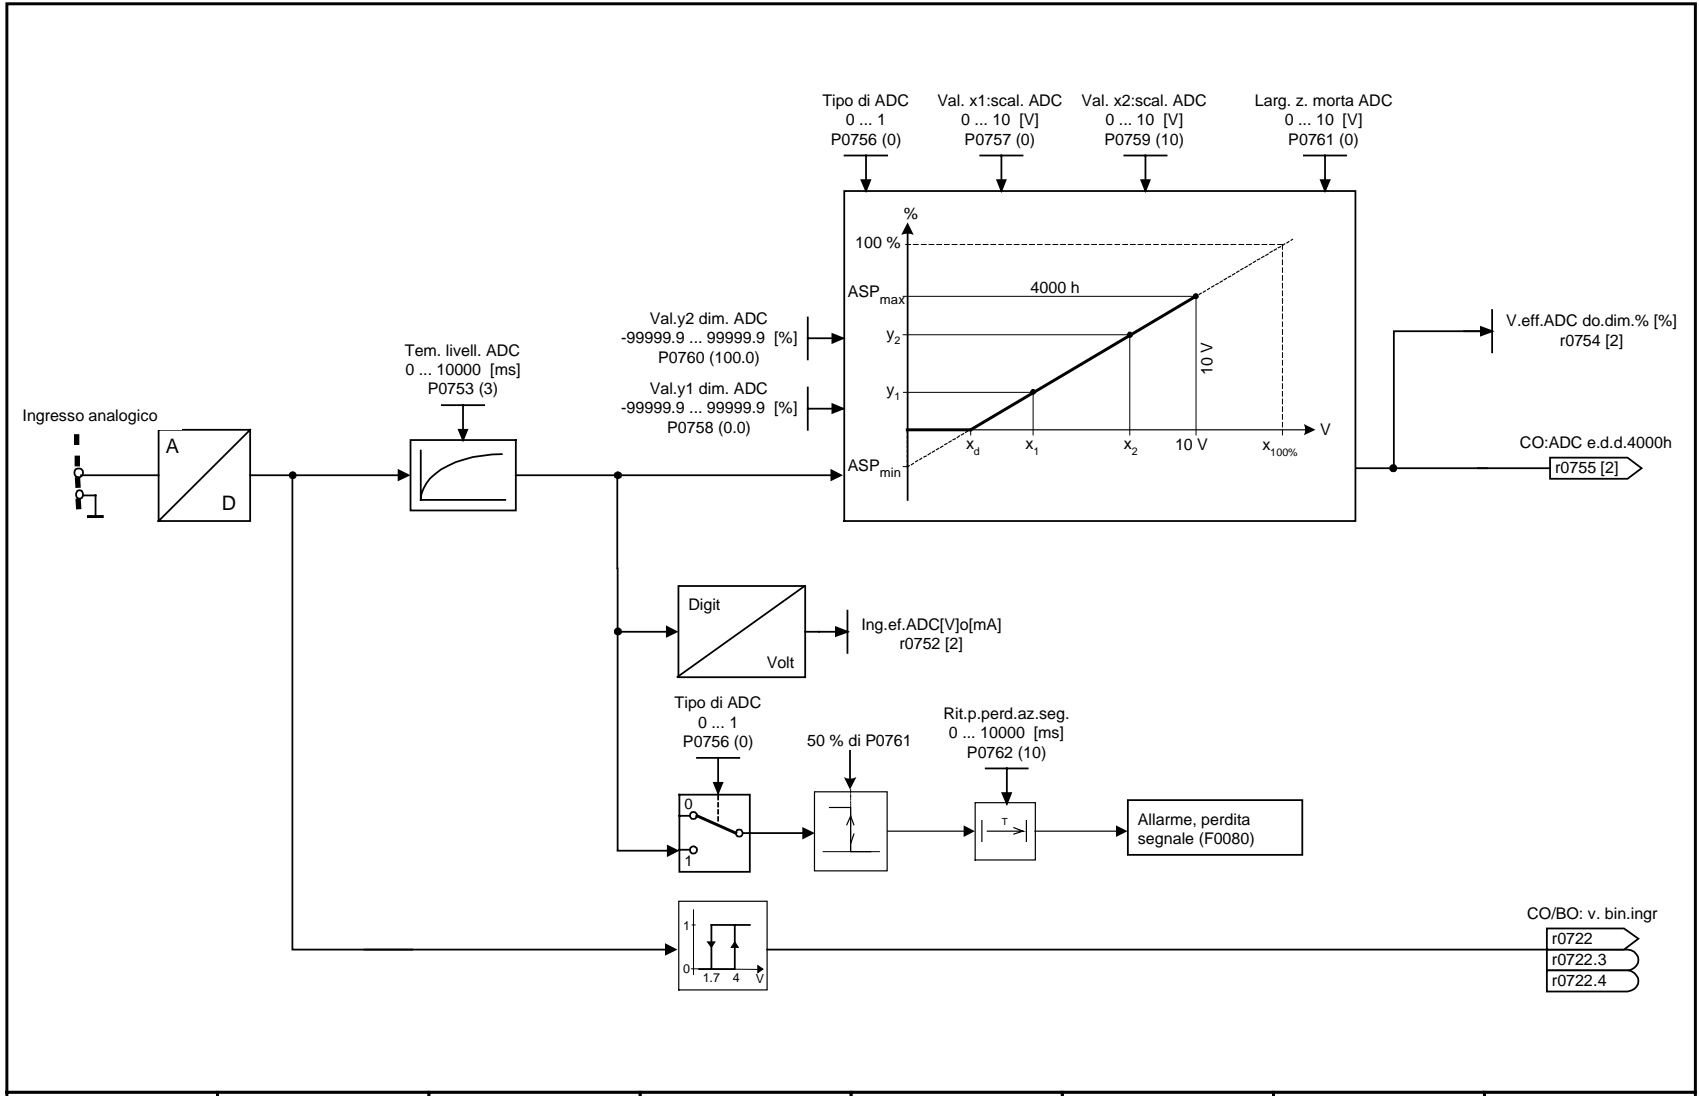 Tipo di ADC
0 ... 1
P0756 (0)
Val. x1:scal. ADC
0 ... 10 [V]
P0757 (0)
Val. x2:scal. ADC
0 ... 10 [V]
P0759 (10)
Larg. z. morta ADC
0 ... 10 [V]
P0761 (0)
%
100 %
ASPmax
4000 h
y2
10 V
y1
xd
x1
x2
10 V
x100%
V
ASPmin
Val.y2 dim. ADC
-99999.9 ... 99999.9 [%]
P0760 (100.0)
Val.y1 dim. ADC
-99999.9 ... 99999.9 [%]
P0758 (0.0)
V.eff.ADC do.dim.% [%]
r0754 [2]
CO:ADC e.d.d.4000h
r0755 [2]
Tem. livell. ADC
0 ... 10000 [ms]
P0753 (3)
Ingresso analogico
A
D
Digit
Volt
Ing.ef.ADC[V]o[mA]
r0752 [2]
Tipo di ADC
0 ... 1
P0756 (0)
0
1
50 % di P0761
Rit.p.perd.az.seg.
0 ... 10000 [ms]
P0762 (10)
T
Allarme, perdita
segnale (F0080)
1
0
1.7
4
V
CO/BO: v. bin.ingr
r0722
r0722.3
r0722.4